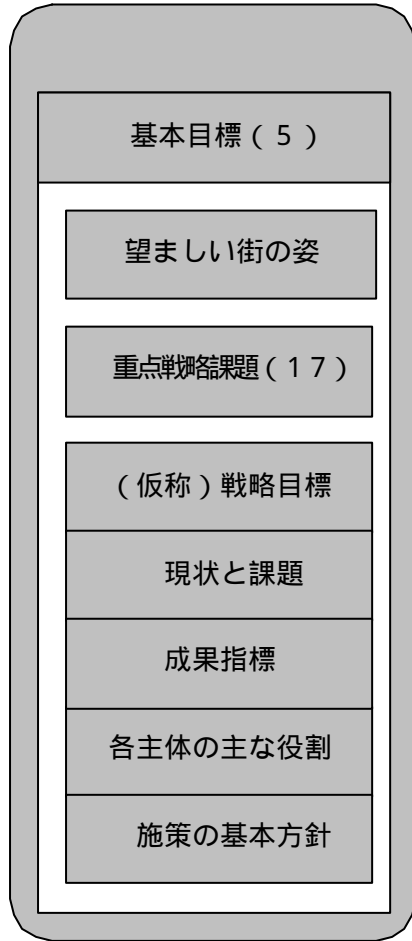 基本目標（５）
望ましい街の姿
重点戦略課題（１７）
（仮称）戦略目標
現状と課題
成果指標
各主体の主な役割
施策の基本方針